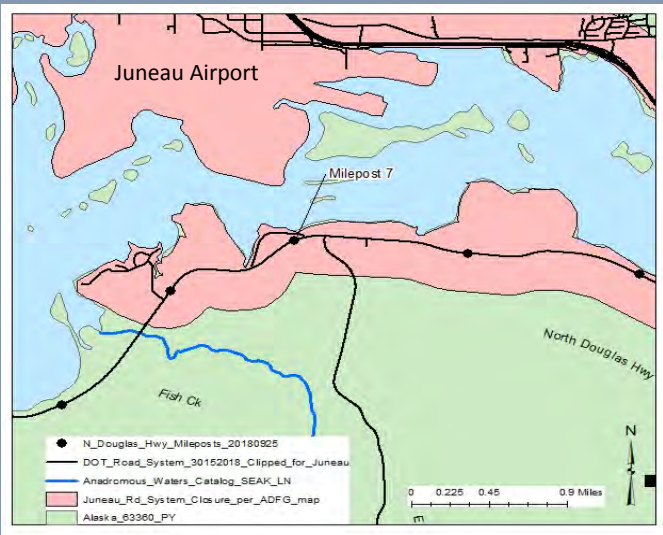 Juneau Airport
Milepost 7
North Douglas Hwy
Fish Ck
N
N_Douglas_Hwy_Mileposts_20180925
DOT_Road_System_30152018_Clipped_for_Juneau
Anadromous_Waters_Catalog_SEAK_LN
Juneau_Rd_System_Closure_per_ADFG_map
Alaska_63360_PY
0 0.225 0.45 0.9 Miles
E